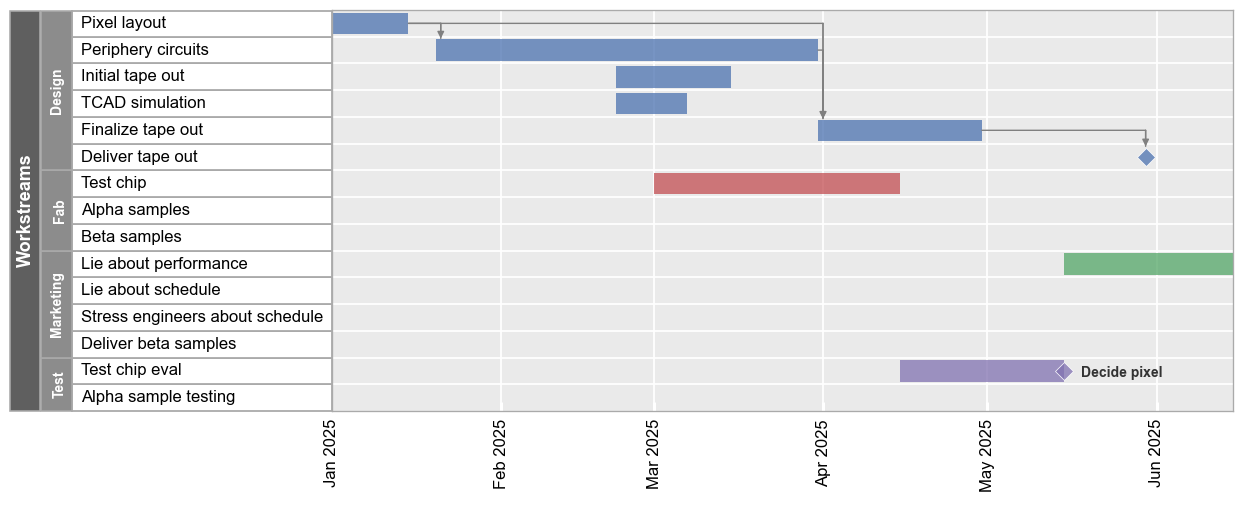 Workstreams
Design
Pixel layout
Periphery circuits
Initial tape out
TCAD simulation
Finalize tape out
Deliver tape out
Fab
Test chip
Alpha samples
Beta samples
Marketing
Lie about performance
Lie about schedule
Stress engineers about schedule
Deliver beta samples
Test
Test chip eval
Decide pixel
Alpha sample testing
Jan 2025
Feb 2025
Mar 2025
Apr 2025
May 2025
Jun 2025